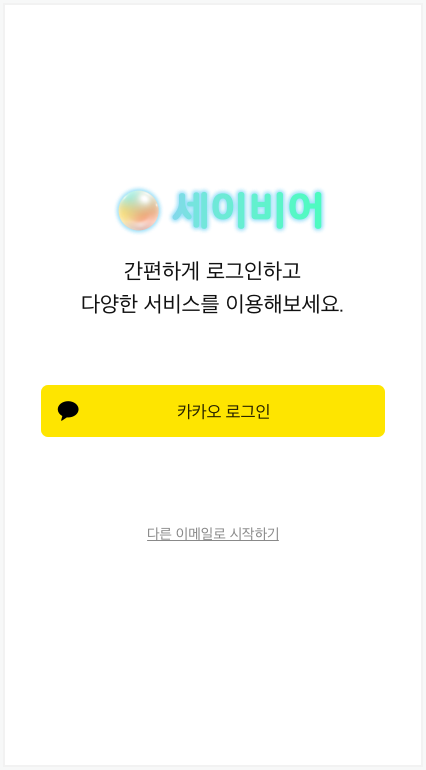 세이비어
간편하게 로그인하고
다양한 서비스를 이용해보세요.
카카오 로그인
다른 이메일로 시작하기